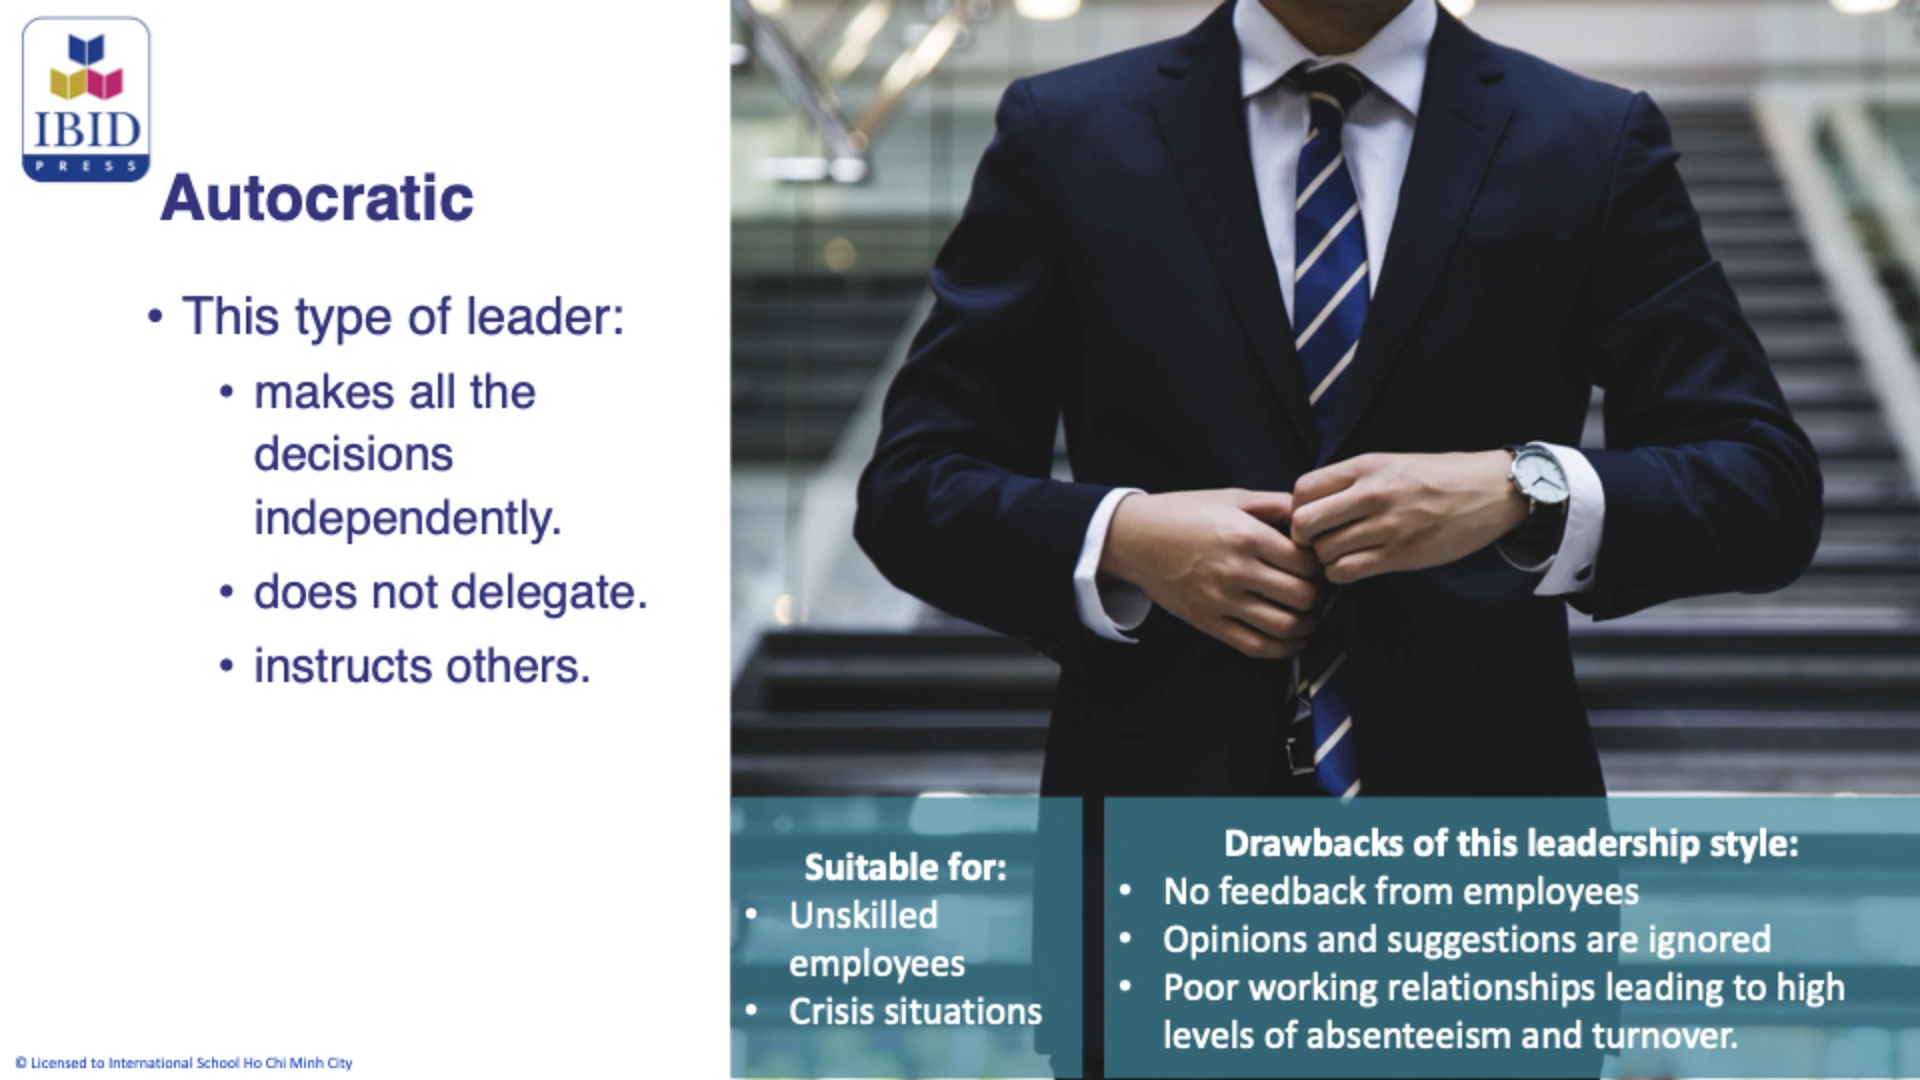 IBID
PRESS
Autocratic
• This type of leader:
• makes all the
decisions
independently.
• does not delegate.
• instructs others.
Suitable for:
• Unskilled
employees
• Crisis situations
Drawbacks of this leadership style:
• No feedback from employees
• Opinions and suggestions are ignored
• Poor working relationships leading to high
levels of absenteeism and turnover.
© Licensed to International School Ho Chi Minh City